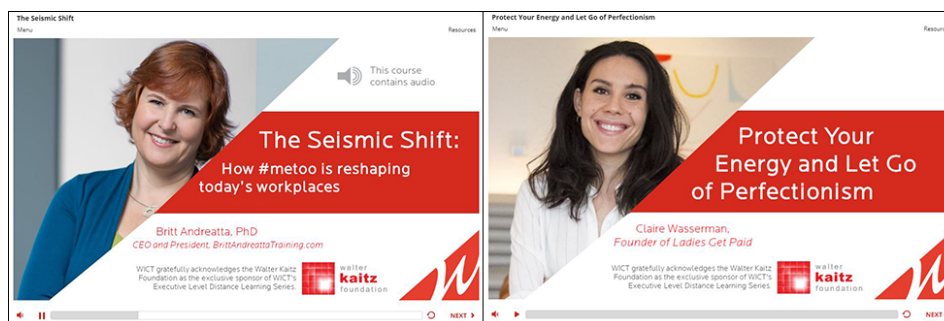 The Seismic Shift
Menu
Resources
This course
contains audio
The Seismic Shift:
How #metoo is reshaping
today's workplaces
Britt Andreatta, PhD
CEO and President, BrittAndreattaTraining.com
WICT gratefully acknowledges the Walter Kaitz
Foundation as the exclusive sponsor of WICT's
Executive Level Distance Learning Series.
walter
kaitz
foundation
NEXT
Protect Your Energy and Let Go of Perfectionism
Menu
Resour
Protect Your
Energy and Let Go
of Perfectionism
Claire Wasserman,
Founder of Ladies Get Paid
WICT gratefully acknowledges the Walter Kaitz
Foundation as the exclusive sponsor of WICT's
Executive Level Distance Learning Series.
walter
kaitz
foundation
NEXT